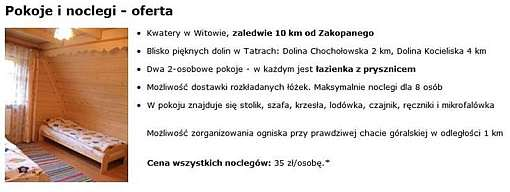 Pokoje i noclegi - oferta
Kwatery w Witowie, zaledwie 10 km od Zakopanego
Blisko pięknych dolin w Tatrach: Dolina Chochołowska 2 km, Dolina Kocieliska 4 km
Dwa 2-osobowe pokoje - w każdym jest łazienka z prysznicem
Możliwość dostawki rozkładanych łóżek. Maksymalnie noclegi dla 8 osób
W pokoju znajduje się stolik, szafa, krzesła, lodówka, czajnik, ręczniki i mikrofalówka
Możliwość zorganizowania ogniska przy prawdziwej chacie góralskiej w odległości 1 km
Cena wszystkich noclegów: 35 zł/osobę.*